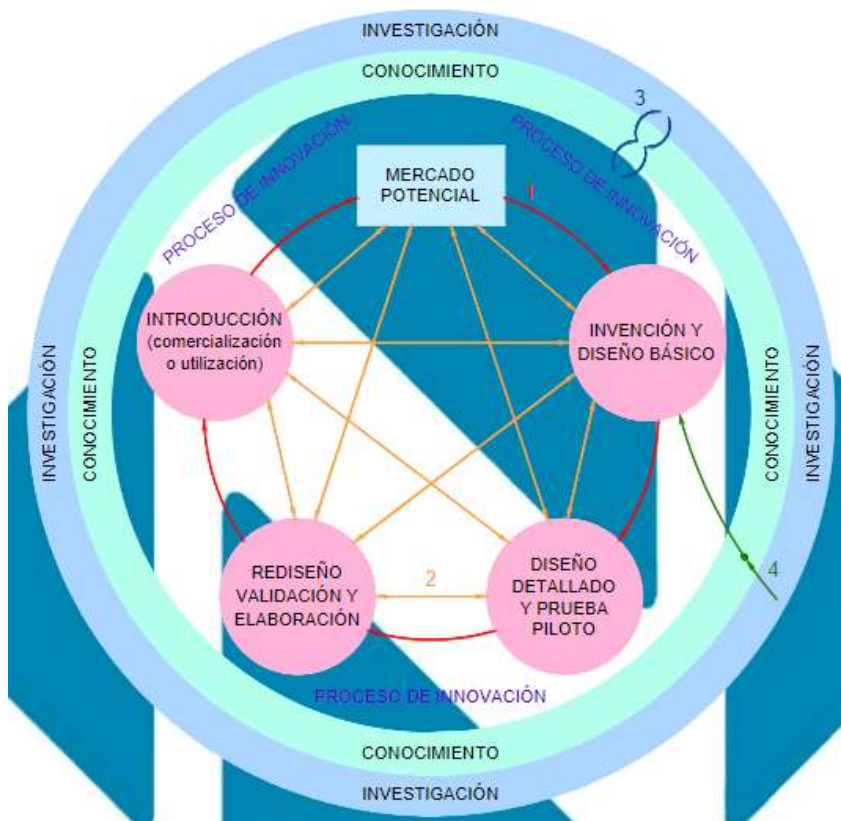 INVESTIGACIÓN
CONOCIMIENTO
3
PROCESO DE INNOVACIÓN
PROCESO DE INNOVACIÓN
MERCADO
POTENCIAL
1
INTRODUCCIÓN
(comercialización
o utilización)
INVENCIÓN Y
DISEÑO BÁSICO
INVESTIGACIÓN
CONOCIMIENTO
CONOCIMIENTO
INVESTIGACIÓN
REDISEÑO
VALIDACIÓN Y
ELABORACIÓN
2
DISEÑO
DETALLADO
Y PRUEBA
PILOTO
4
PROCESO DE INNOVACIÓN
CONOCIMIENTO
INVESTIGACIÓN